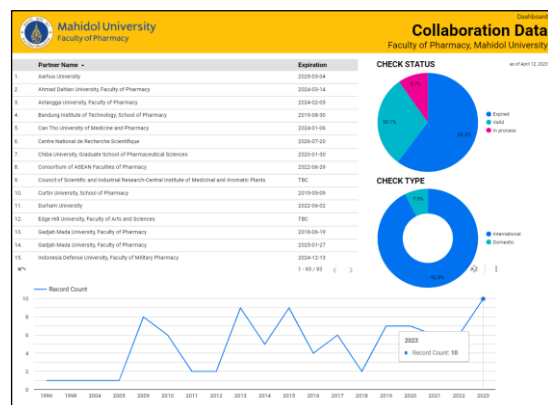 Mahidol University
Faculty of Pharmacy
Dashboard
Collaboration Data
Faculty of Pharmacy, Mahidol University
Partner Name
Expiration
1. Aarhus University 2025-03-04
2. Ahmad Dahlan University, Faculty of Pharmacy 2024-03-14
3. Airlangga University, Faculty of Pharmacy 2024-02-05
4. Bandung Institute of Technology, School of Pharmacy 2019-08-30
5. Can Tho University of Medicine and Pharmacy 2024-01-06
6. Centre National de Recherche Scientifique 2026-07-20
7. Chiba University, Graduate School of Pharmaceutical Sciences 2020-01-30
8. Consortium of ASEAN Faculties of Pharmacy 2022-06-29
9. Council of Scientific and Industrial Research-Central Institute of Medicinal and Aromatic Plants TBC
10. Curtin University, School of Pharmacy 2019-05-09
11. Durham University 2022-06-02
12. Edge Hill University, Faculty of Arts and Sciences TBC
13. Gadjah Mada University, Faculty of Pharmacy 2018-06-19
14. Gadjah Mada University, Faculty of Pharmacy 2025-01-27
15. Indonesia Defense University, Faculty of Military Pharmacy 2024-12-13
CHECK STATUS
as of April 12, 2023
Expired
Valid
In process
CHECK TYPE
International
Domestic
Record Count
10
8
6
4
2
0
2023
Record Count: 10
1996 1998 2004 2005 2009 2010 2011 2012 2013 2014 2015 2016 2017 2018 2019 2020 2021 2022 2023